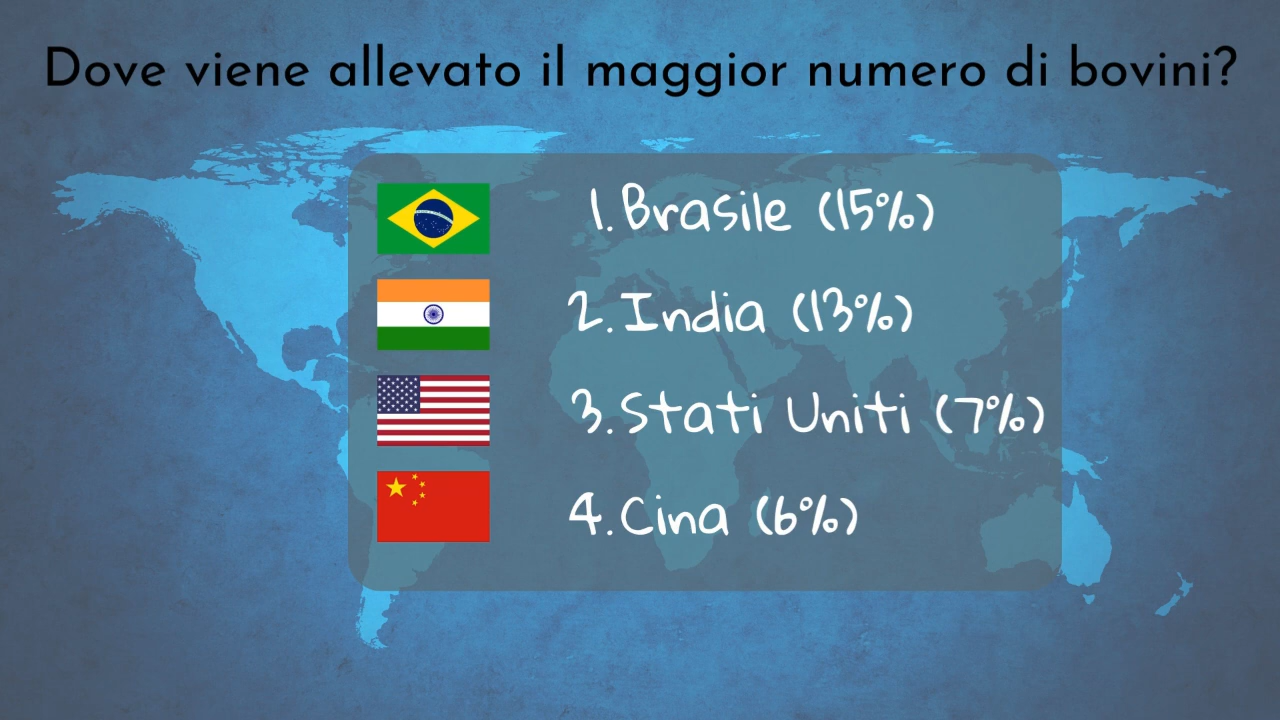 Dove viene allevato il maggior numero di bovini?
1. Brasile (15%)
2. India (13%)
3. Stati Uniti (7%)
4. Cina (6%)